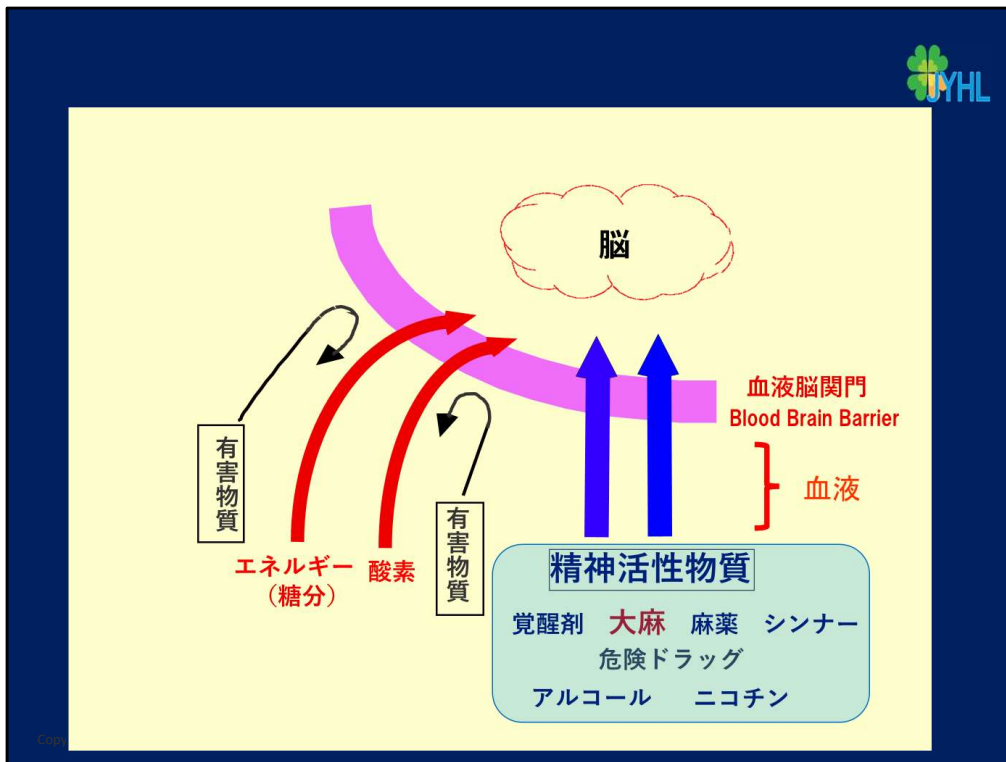 JYHL
脳
血液脳関門
Blood Brain Barrier
血液
有害物質
エネルギー
（糖分）
酸素
有害物質
精神活性物質
覚醒剤 大麻 麻薬 シンナー
危険ドラッグ
アルコール ニコチン
Copy